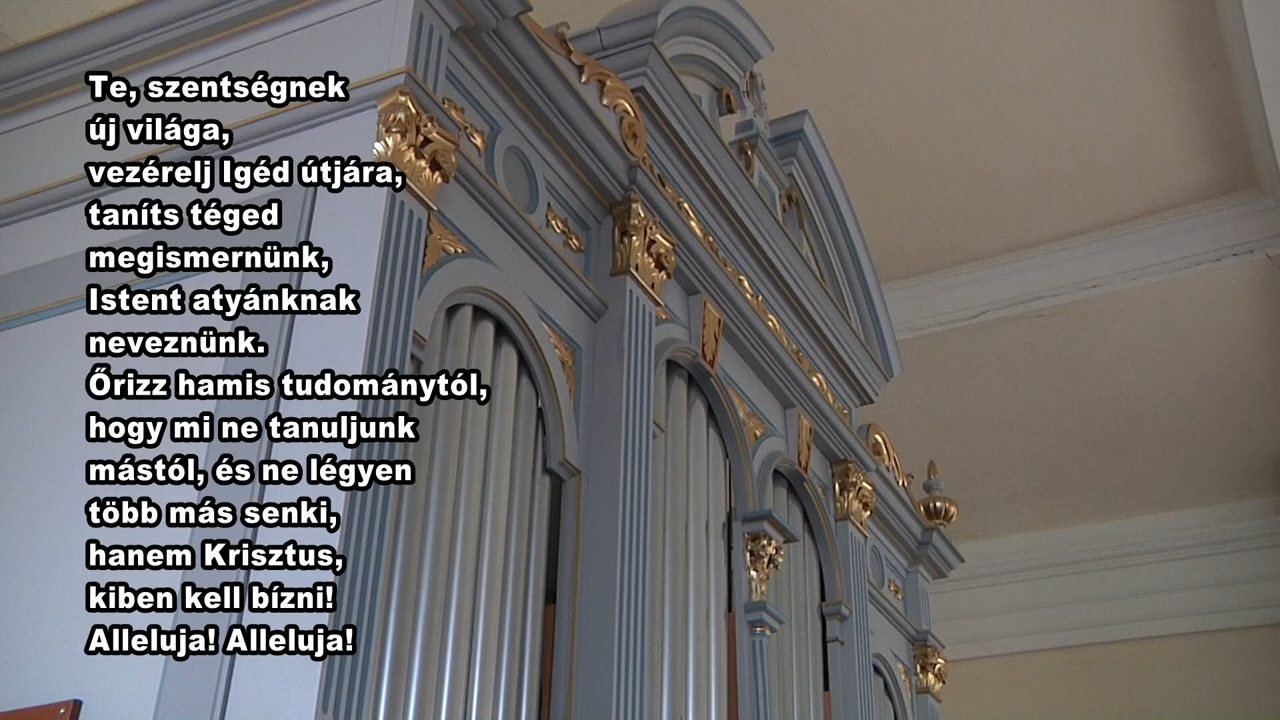 Te, szentségnek
új világa,
vezérelj Igéd útjára,
taníts téged
megismernünk,
Istent atyánknak
neveznünk.
Őrizz hamis tudománytól,
hogy mi ne tanuljunk
mástól, és ne légyen
több más senki,
hanem Krisztus,
kiben kell bízni!
Alleluja! Alleluja!